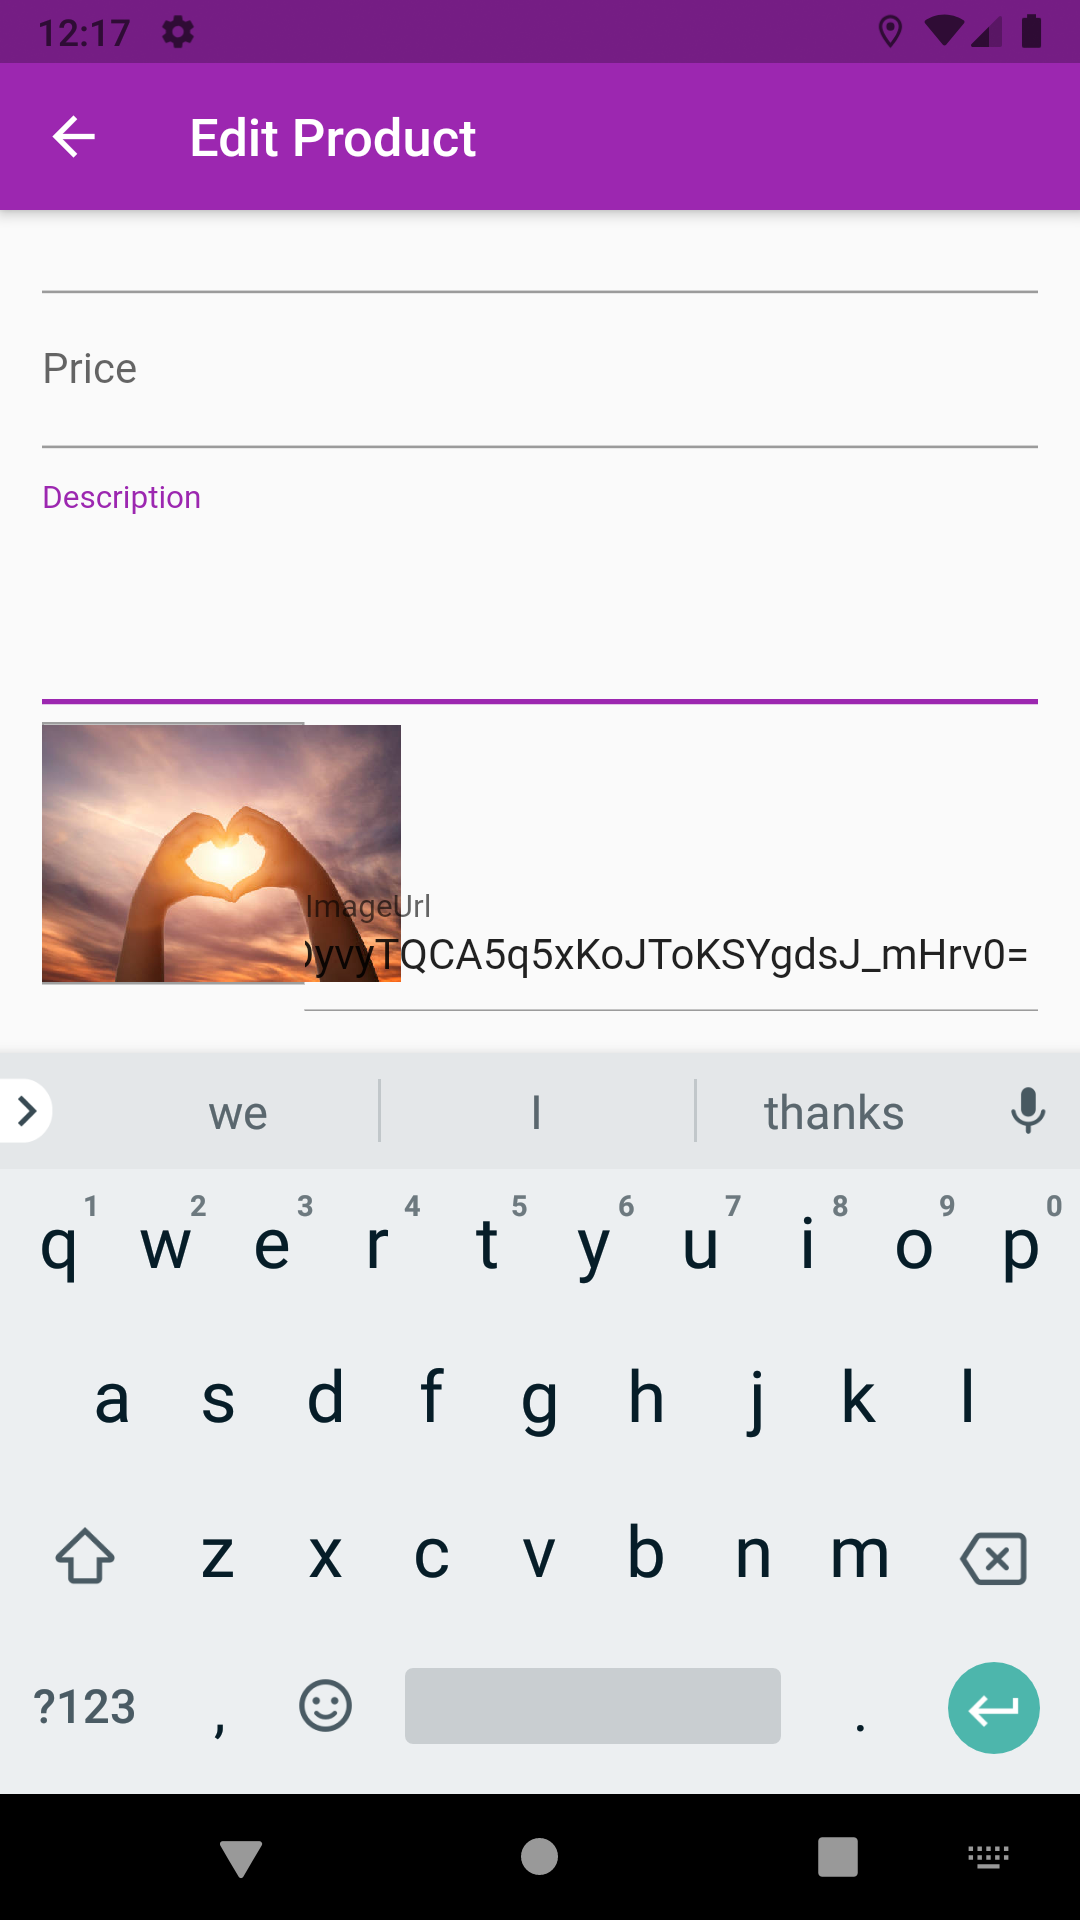 12:17
Edit Product
Price
Description
ImageUrl
yvyTQCA5q5xKoJToKSYgdsJ_mHrv0=
we I thanks
1 2 3 4 5 6 7 8 9 0
q w e r t y u i o p
a s d f g h j k l
z x c v b n m
?123 , .